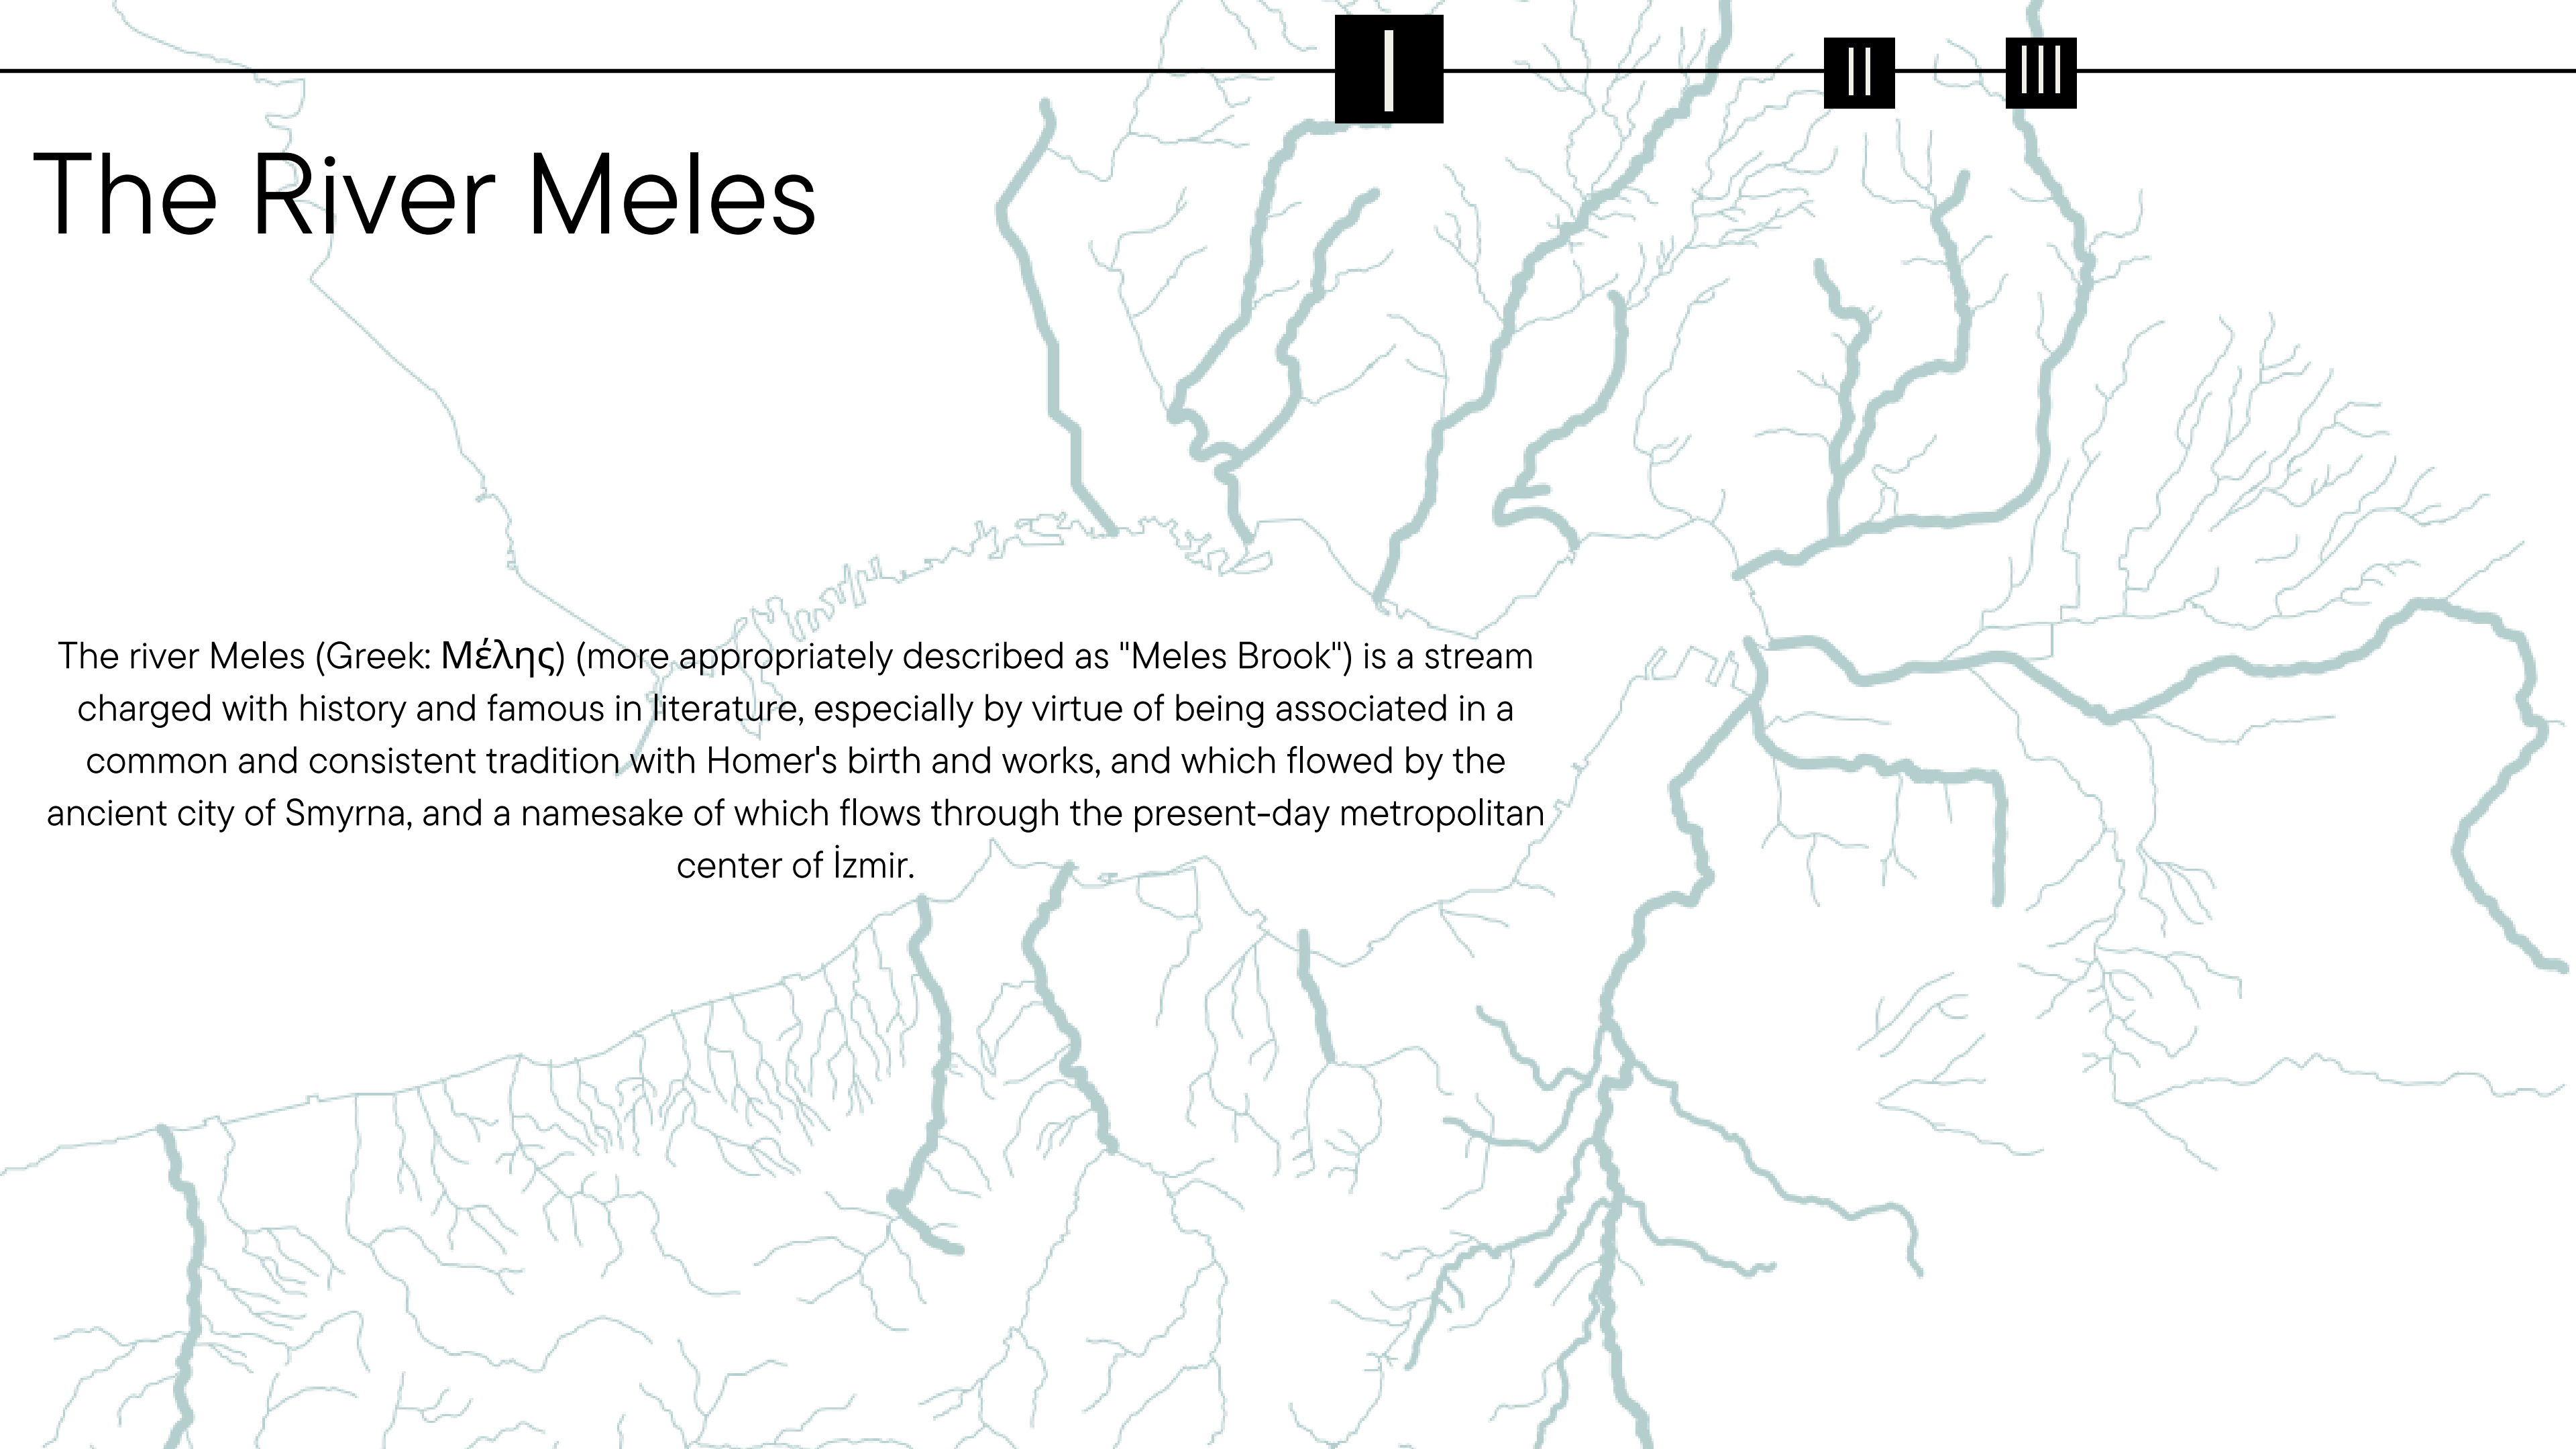 I
II
III
The River Meles
The river Meles (Greek: Μέλης) (more appropriately described as "Meles Brook") is a stream
charged with history and famous in literature, especially by virtue of being associated in a
common and consistent tradition with Homer's birth and works, and which flowed by the
ancient city of Smyrna, and a namesake of which flows through the present-day metropolitan
center of İzmir.